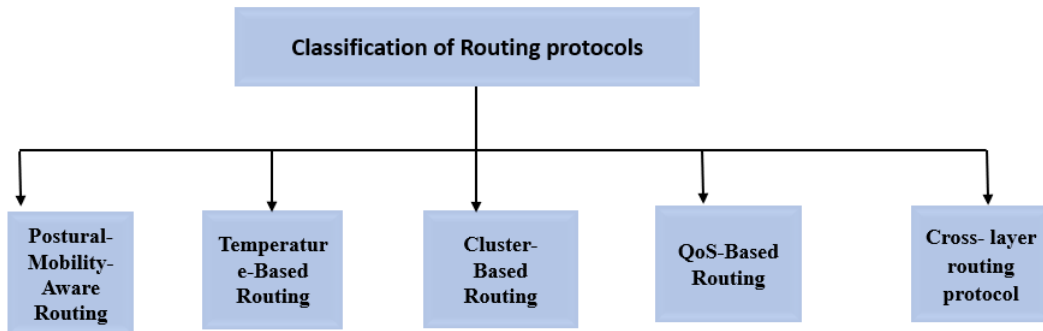 Classification of Routing protocols
Postural-
Mobility-
Aware
Routing
Temperatur
e-Based
Routing
Cluster-
Based
Routing
QoS-Based
Routing
Cross- layer
routing
protocol